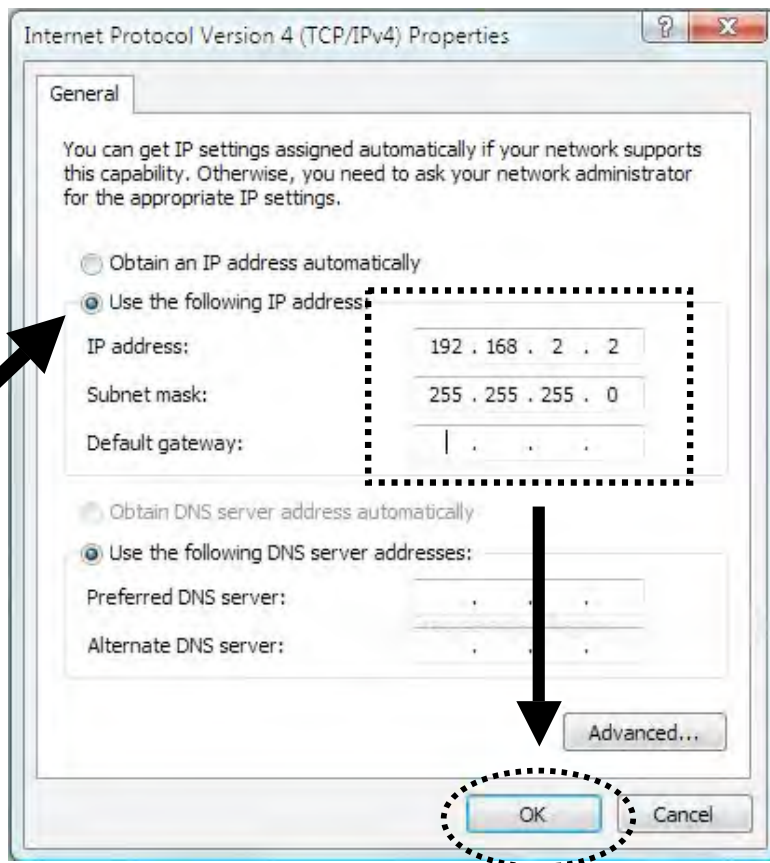 Internet Protocol Version 4 (TCP/IPv4) Properties
General
You can get IP settings assigned automatically if your network supports
this capability. Otherwise, you need to ask your network administrator
for the appropriate IP settings.
Obtain an IP address automatically
Use the following IP address:
IP address: 192 . 168 . 2 . 2
Subnet mask: 255 . 255 . 255 . 0
Default gateway: . . .
Obtain DNS server address automatically
Use the following DNS server addresses:
Preferred DNS server: . . .
Alternate DNS server: . . .
Advanced...
OK Cancel